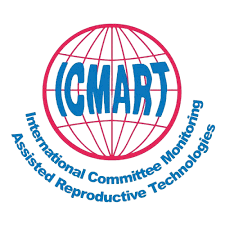 ICMART
International Committee Monitoring
Assisted Reproductive Technologies